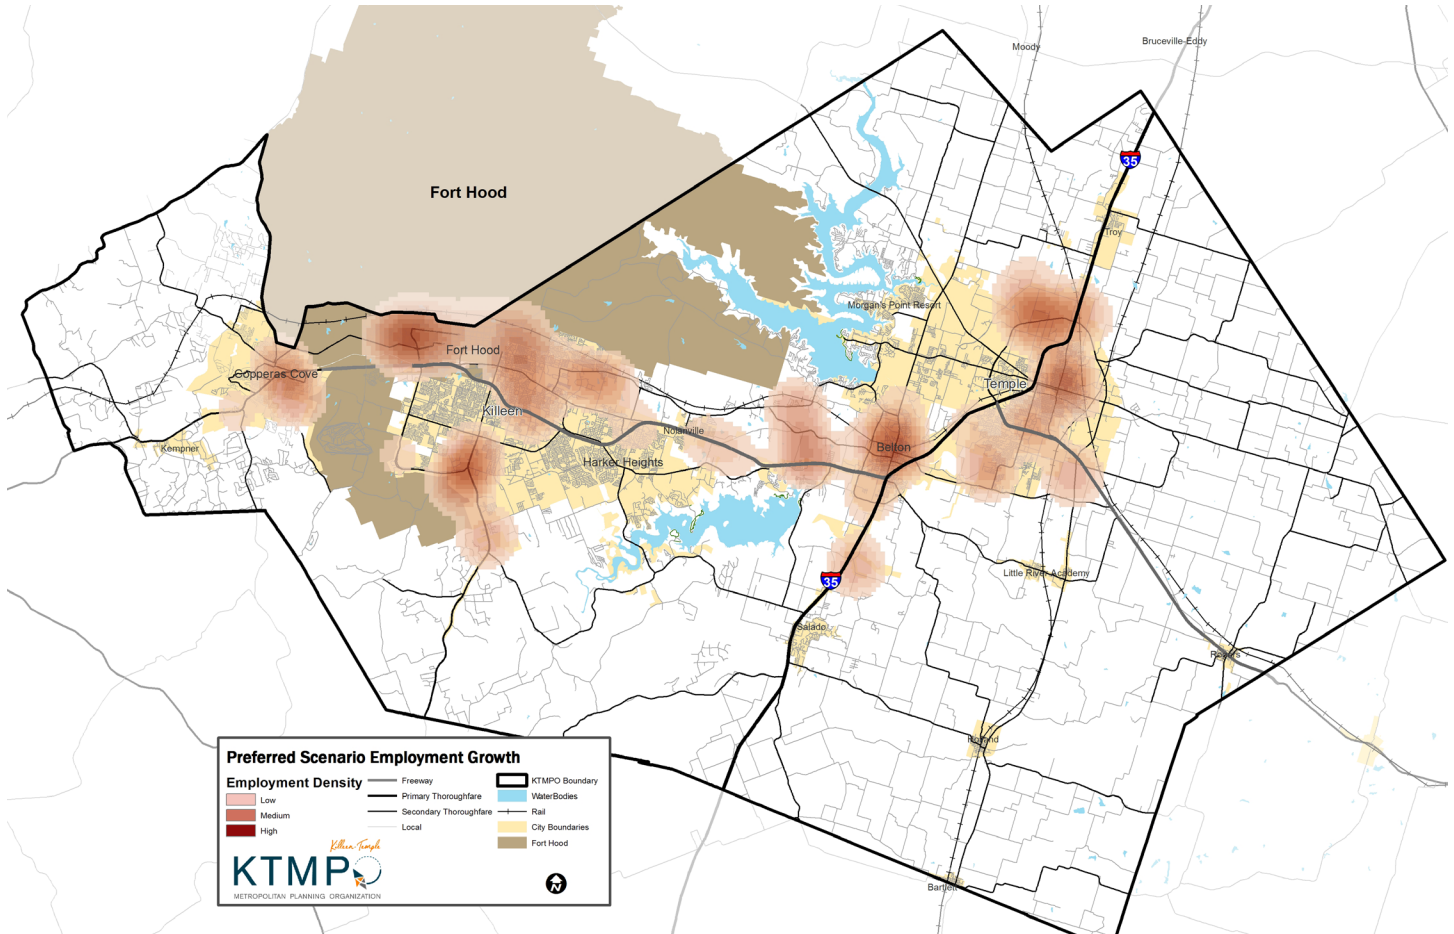 Moody
Bruceville-Eddy
35
Fort Hood
Troy
Morgan's Point Resort
Fort Hood
Copperas Cove
Temple
Killeen
Nolanville
Kempner
Belton
Harker Heights
Little River Academy
35
Salado
Rogers
Holland
Bartlett
Preferred Scenario Employment Growth
Employment Density
Low
Medium
High
Freeway
Primary Thoroughfare
Secondary Thoroughfare
Local
KTMPO Boundary
WaterBodies
Rail
City Boundaries
Fort Hood
Killeen-Temple
KTMPO
METROPOLITAN PLANNING ORGANIZATION
N